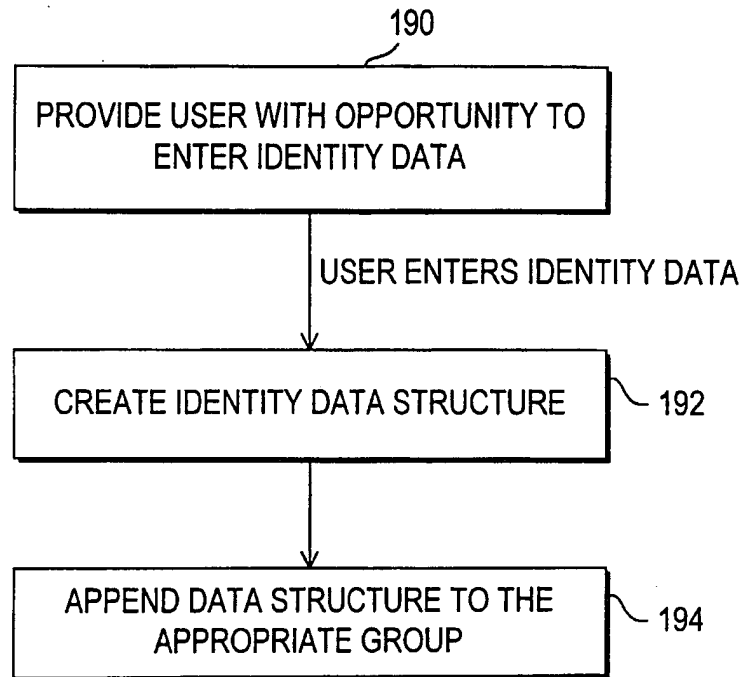 190
PROVIDE USER WITH OPPORTUNITY TO
ENTER IDENTITY DATA
USER ENTERS IDENTITY DATA
CREATE IDENTITY DATA STRUCTURE
192
APPEND DATA STRUCTURE TO THE
APPROPRIATE GROUP
194